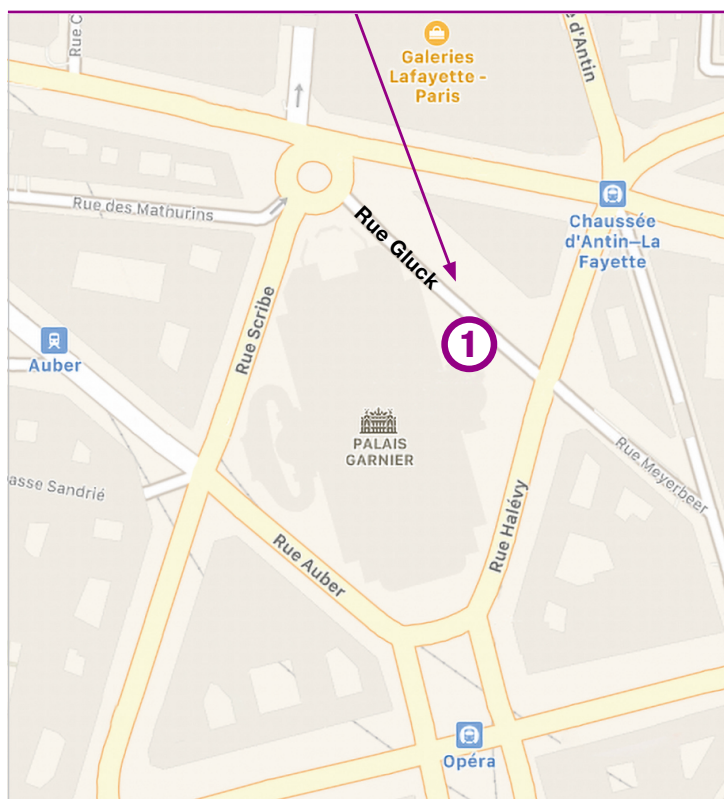 Rue C
e d'Antin
Galeries
Lafayette -
Paris
Rue des Mathurins
Rue Gluck
Chaussée
d'Antin—La
Fayette
Rue Scribe
1
Auber
PALAIS
GARNIER
Rue Meyerbeer
asse Sandrié
Rue Halévy
Rue Auber
Opéra